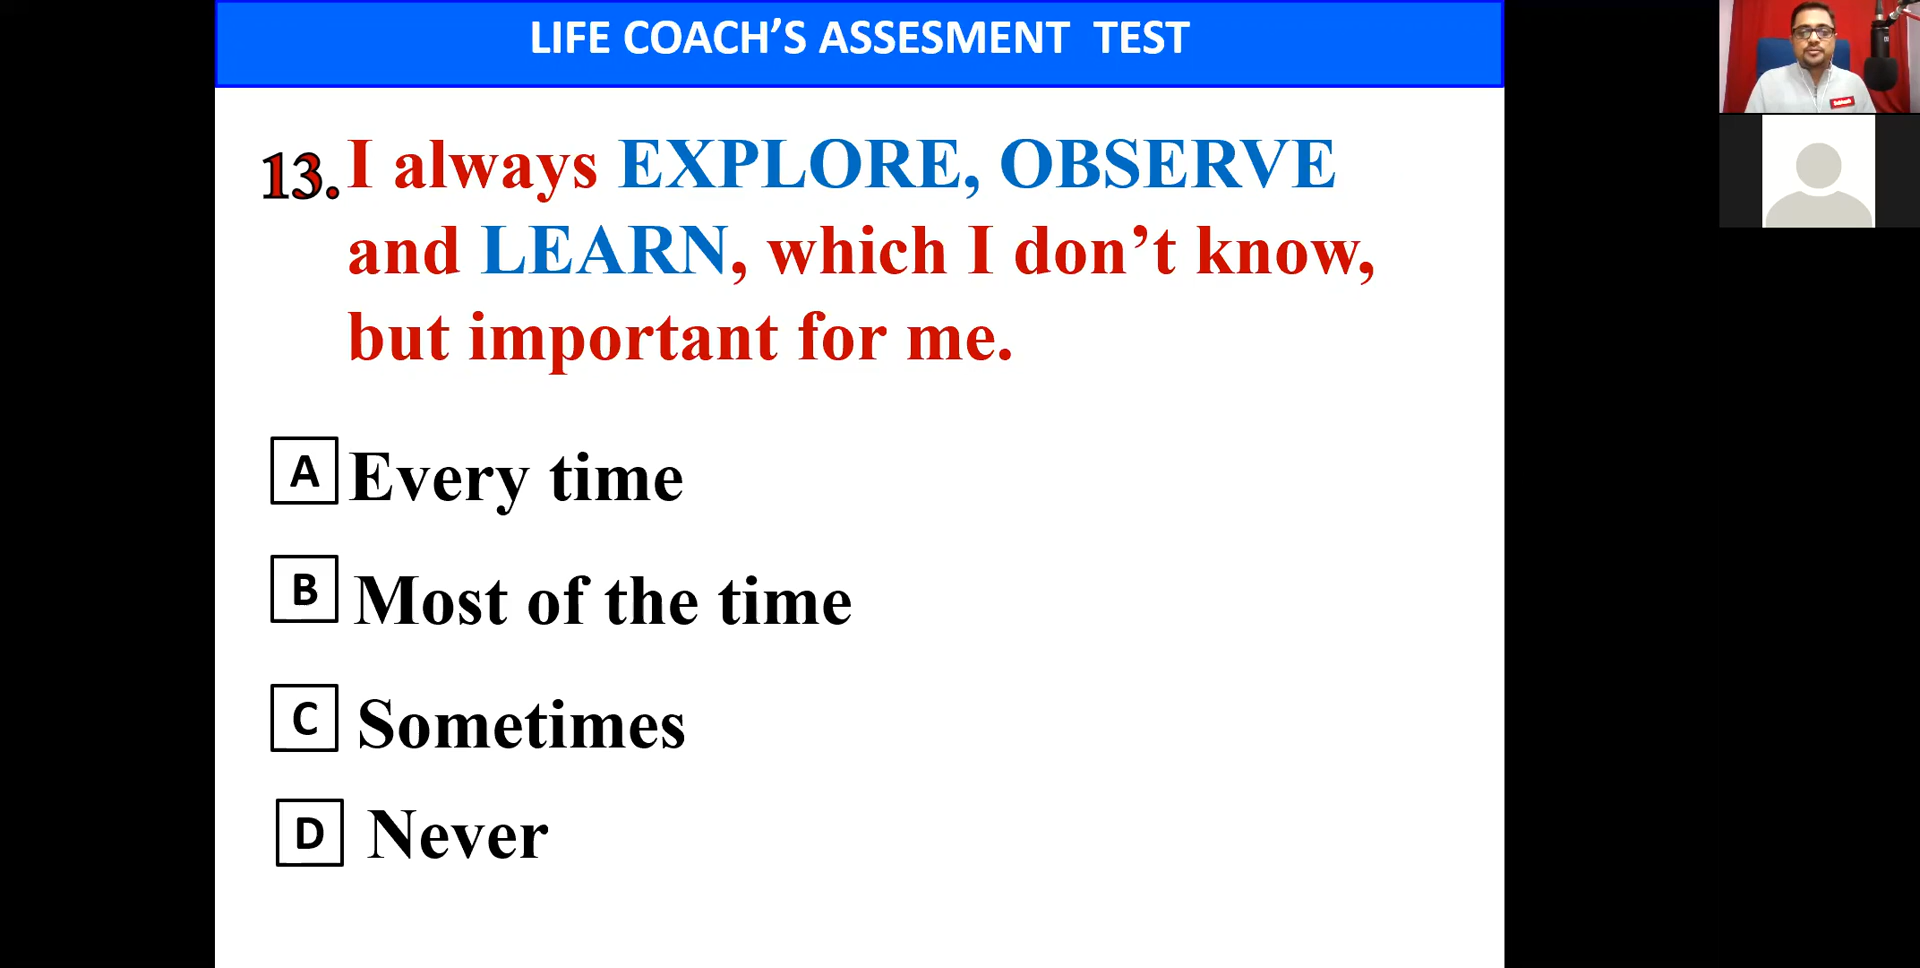 LIFE COACH’S ASSESMENT TEST
13. I always EXPLORE, OBSERVE
and LEARN, which I don’t know,
but important for me.
A Every time
B Most of the time
C Sometimes
D Never